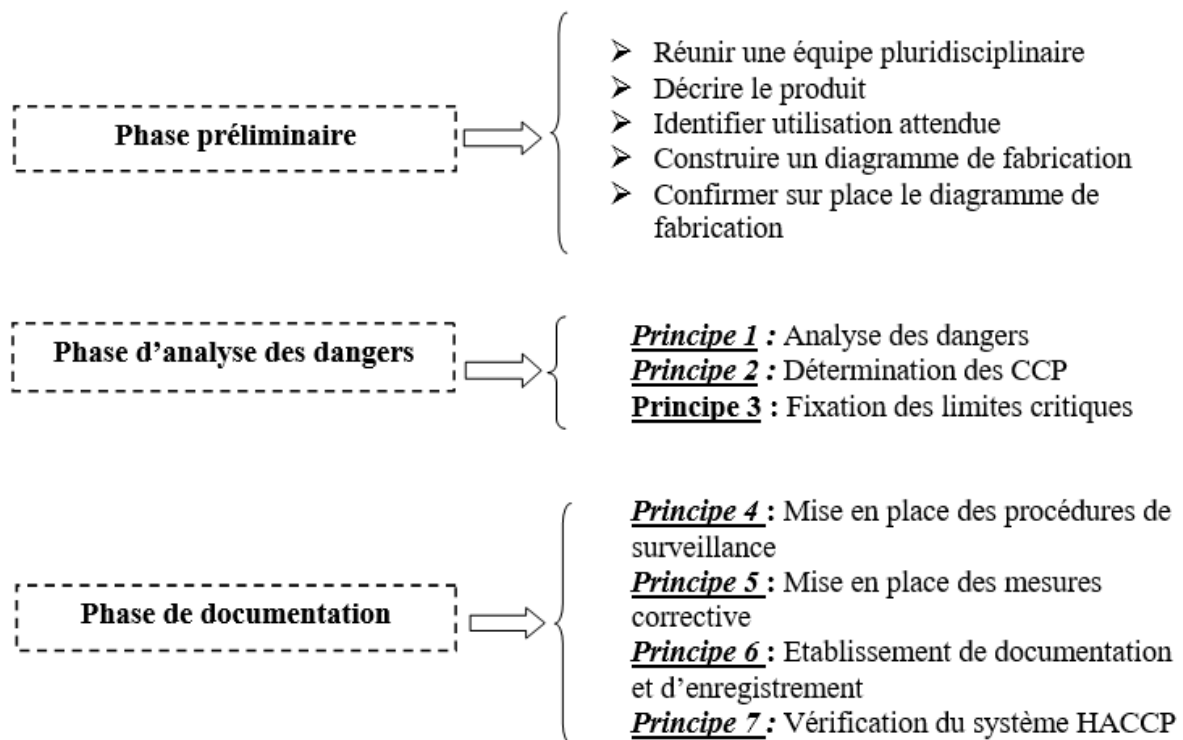 Phase préliminaire
➢ Réunir une équipe pluridisciplinaire
➢ Décrire le produit
➢ Identifier utilisation attendue
➢ Construire un diagramme de fabrication
➢ Confirmer sur place le diagramme de
fabrication
Phase d’analyse des dangers
Principe 1 : Analyse des dangers
Principe 2 : Détermination des CCP
Principe 3 : Fixation des limites critiques
Phase de documentation
Principe 4 : Mise en place des procédures de
surveillance
Principe 5 : Mise en place des mesures
corrective
Principe 6 : Etablissement de documentation
et d’enregistrement
Principe 7 : Vérification du système HACCP